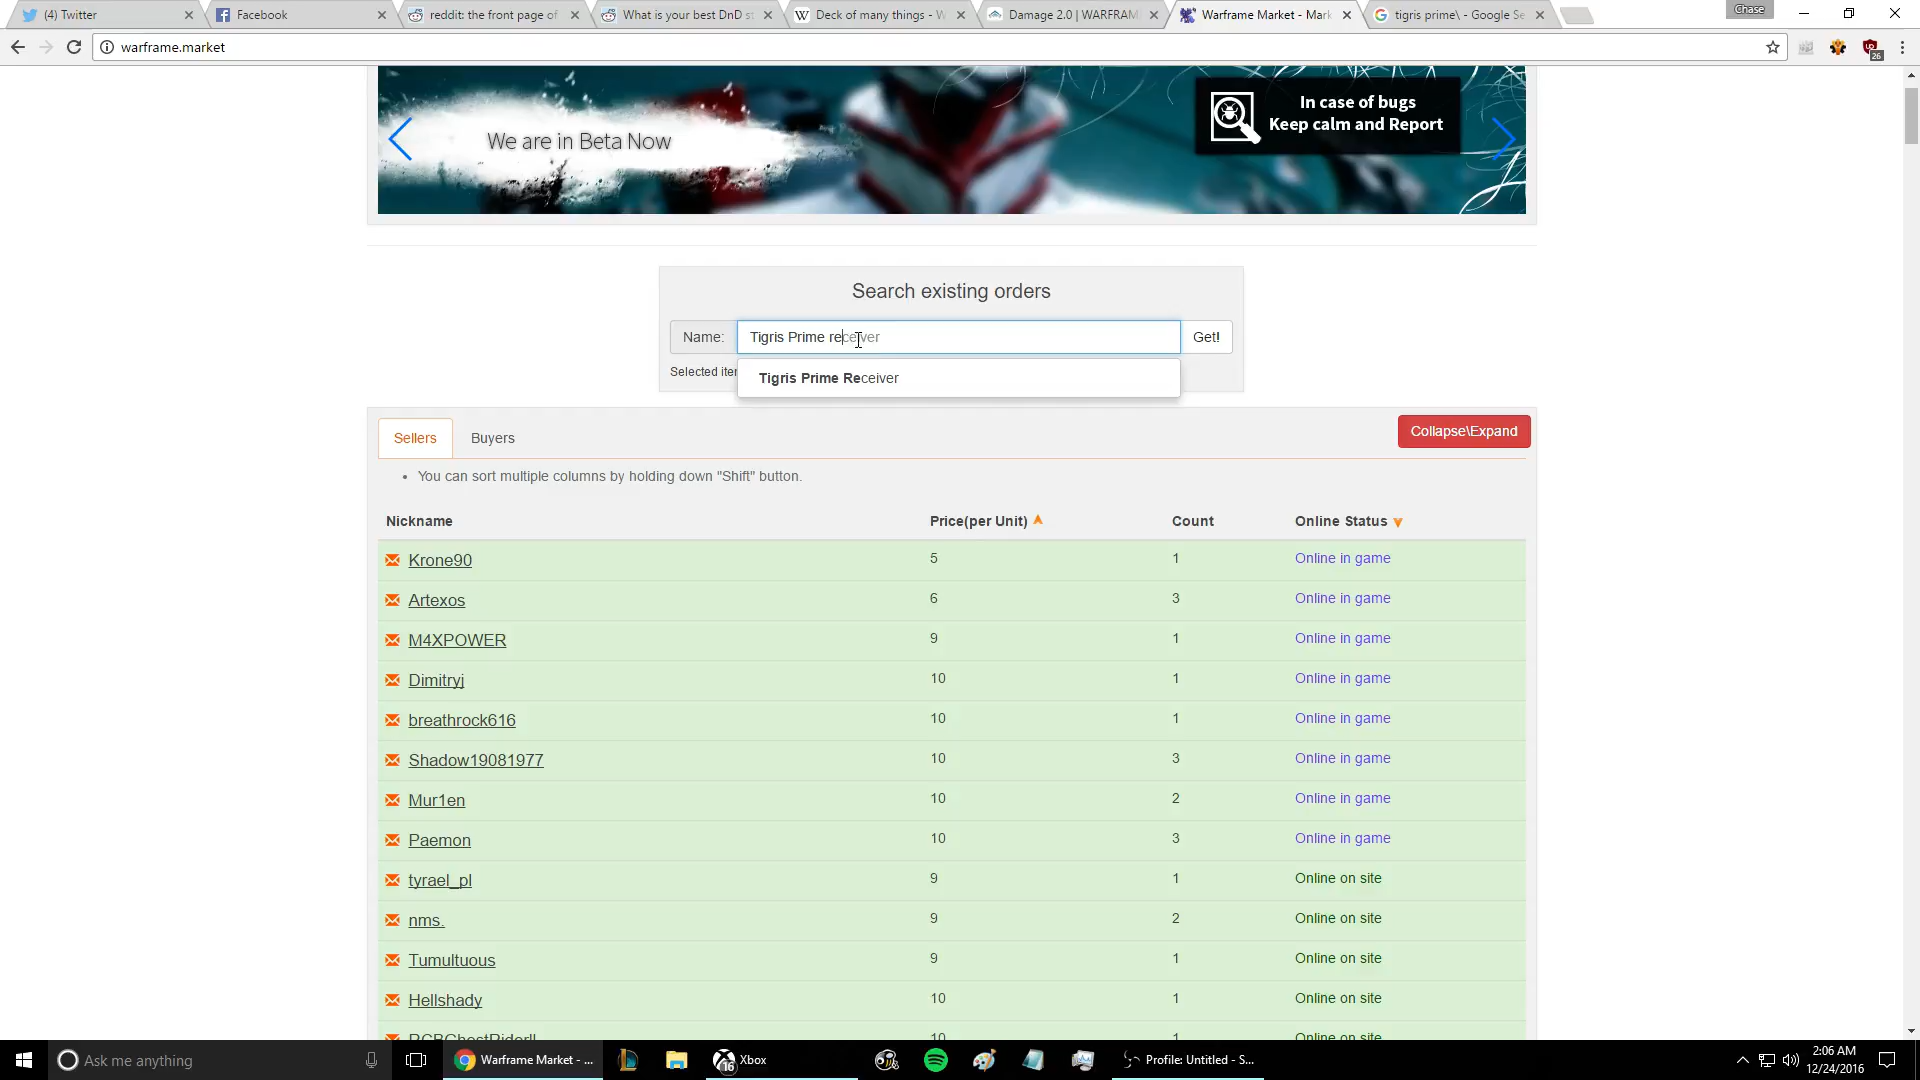 (4) Twitter
Facebook
reddit: the front page of
What is your best DnD st
Deck of many things - W
Damage 2.0 | WARFRAM
Warframe Market - Mark
tigris prime\ - Google Se
Chase
warframe.market
26
We are in Beta Now
In case of bugs
Keep calm and Report
Search existing orders
Name:
Tigris Prime receiver
Get!
Selected iter
Tigris Prime Receiver
Sellers
Buyers
Collapse\Expand
You can sort multiple columns by holding down "Shift" button.
Nickname Price(per Unit) Count Online Status
Krone90 5 1 Online in game
Artexos 6 3 Online in game
M4XPOWER 9 1 Online in game
Dimitryj 10 1 Online in game
breathrock616 10 1 Online in game
Shadow19081977 10 3 Online in game
Mur1en 10 2 Online in game
Paemon 10 3 Online in game
tyrael_pl 9 1 Online on site
nms. 9 2 Online on site
Tumultuous 9 1 Online on site
Hellshady 10 1 Online on site
Ask me anything
Warframe Market - ...
16
Xbox
Profile: Untitled - S...
2:06 AM
12/24/2016